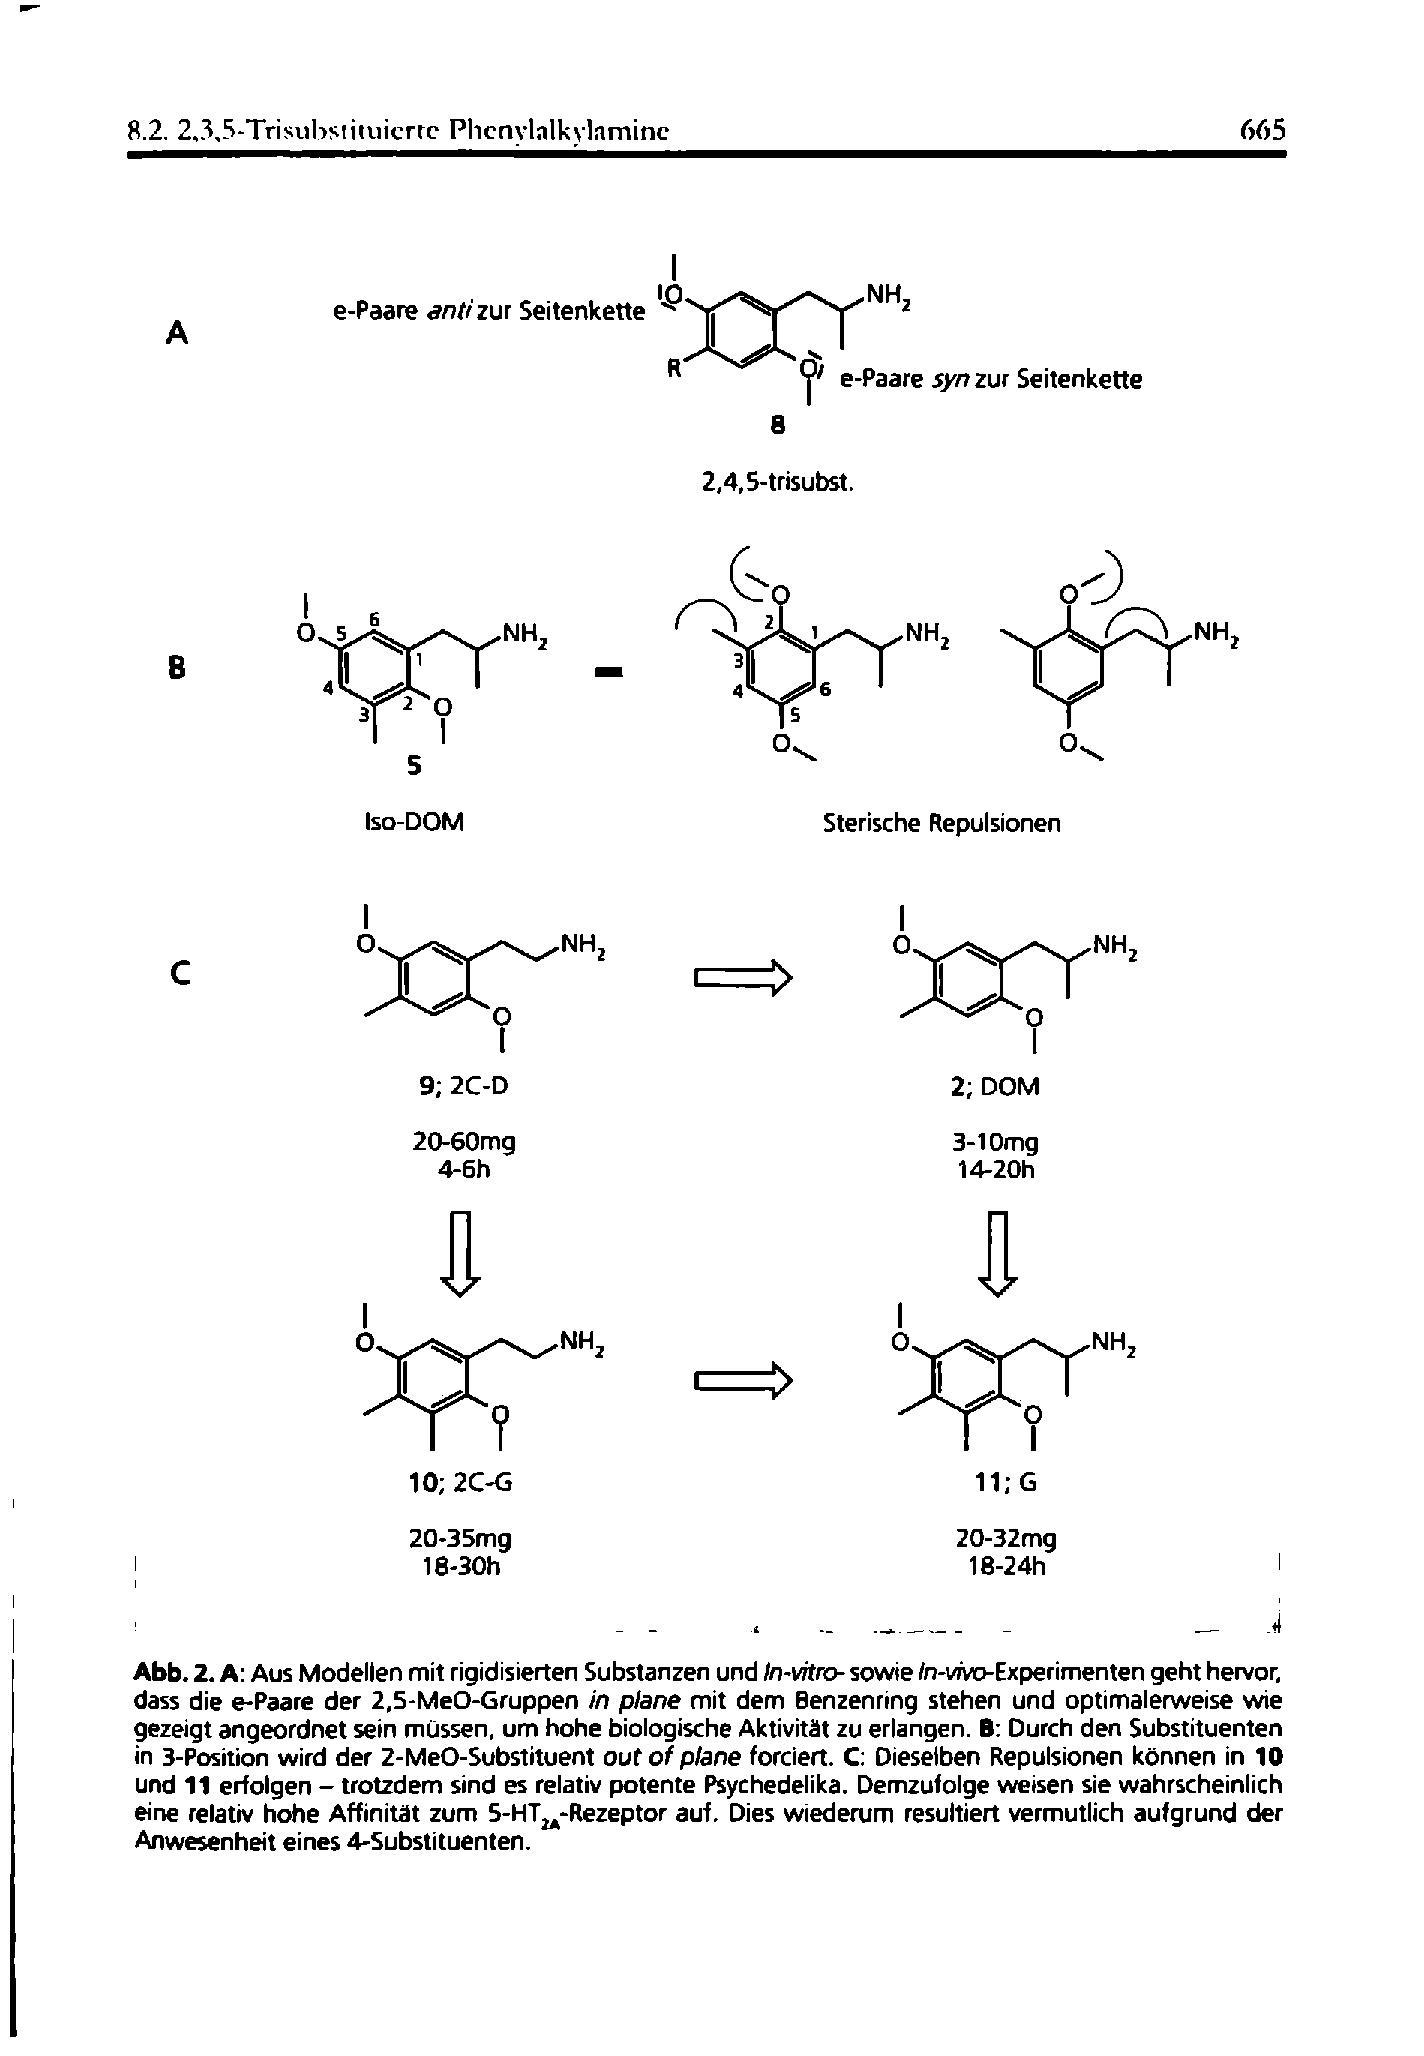 8.2. 2,3,5-Trisubstituierte Phenylalkylamine 665
A
e-Paare anti zur Seitenkette
IO
NH2
R
O
e-Paare syn zur Seitenkette
8
2,4,5-trisubst.
B
O 5 6 NH2
1
4
3 2 O
5
Iso-DOM
O
2 1 NH2
3
4 6
5
O
O
NH2
O
Sterische Repulsionen
C
O NH2
O
9; 2C-D
20-60mg
4-6h
O NH2
O
2; DOM
3-10mg
14-20h
O NH2
O
10; 2C-G
20-35mg
18-30h
O NH2
O
11; G
20-32mg
18-24h
Abb. 2. A: Aus Modellen mit rigidisierten Substanzen und In-vitro- sowie In-vivo-Experimenten geht hervor,
dass die e-Paare der 2,5-MeO-Gruppen in plane mit dem Benzenring stehen und optimalerweise wie
gezeigt angeordnet sein müssen, um hohe biologische Aktivität zu erlangen. B: Durch den Substituenten
in 3-Position wird der 2-MeO-Substituent out of plane forciert. C: Dieselben Repulsionen können in 10
und 11 erfolgen – trotzdem sind es relativ potente Psychedelika. Demzufolge weisen sie wahrscheinlich
eine relativ hohe Affinität zum 5-HT2A-Rezeptor auf. Dies wiederum resultiert vermutlich aufgrund der
Anwesenheit eines 4-Substituenten.